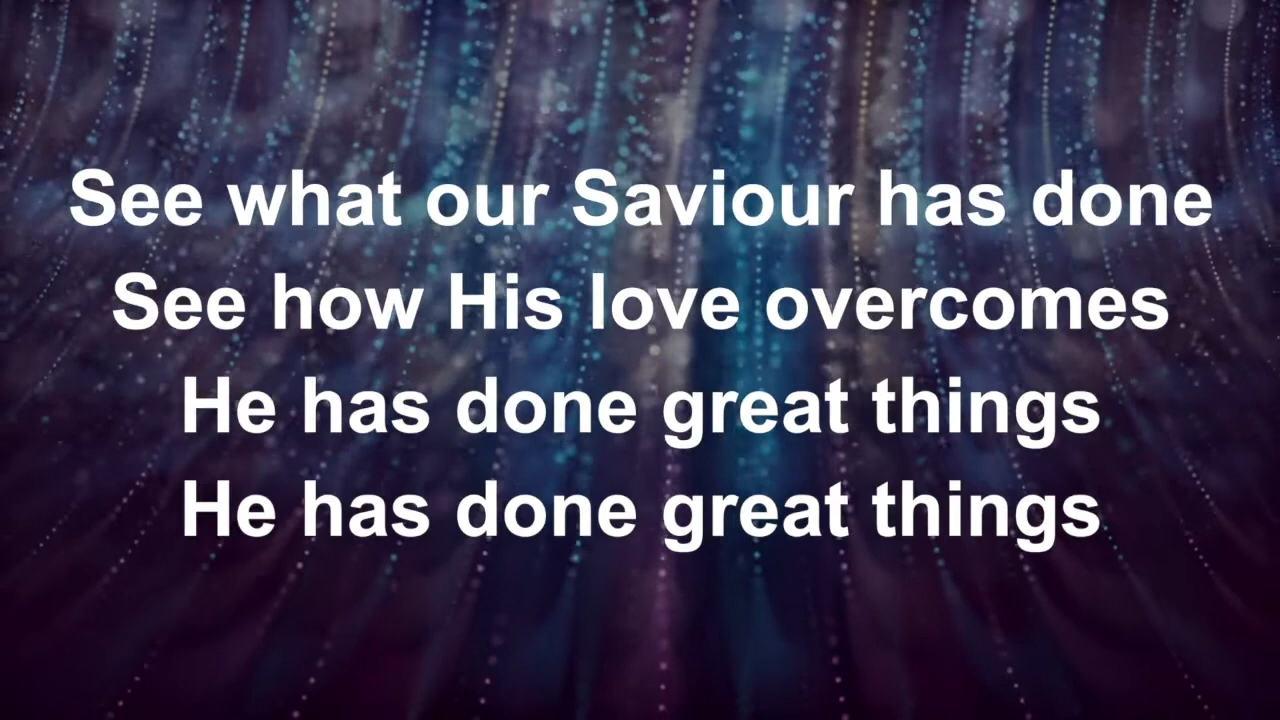 See what our Saviour has done
See how His love overcomes
He has done great things
He has done great things